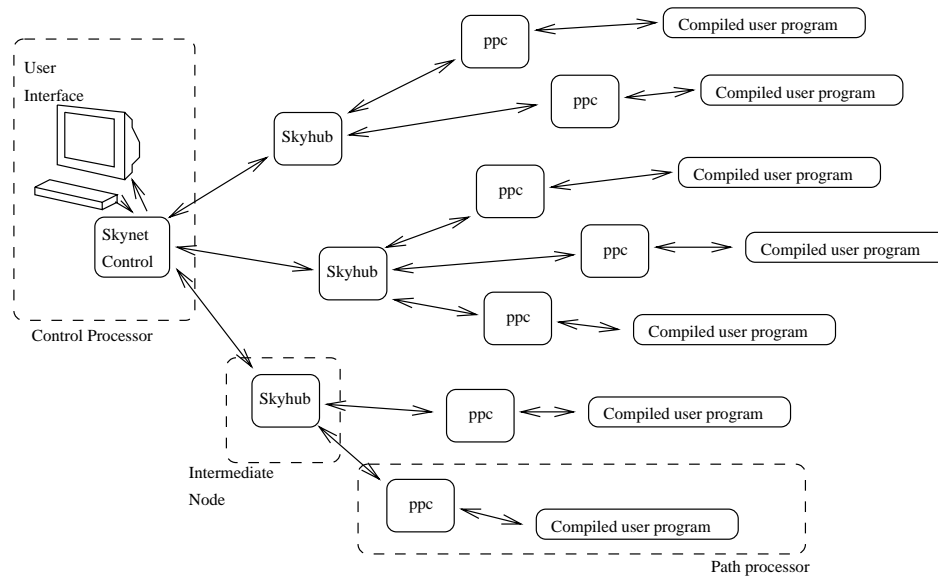 User
Interface
Skynet
Control
Control Processor
Skyhub
ppc
Compiled user program
ppc
Compiled user program
Skyhub
ppc
Compiled user program
ppc
Compiled user program
ppc
Compiled user program
Skyhub
Intermediate
Node
ppc
Compiled user program
ppc
Compiled user program
Path processor